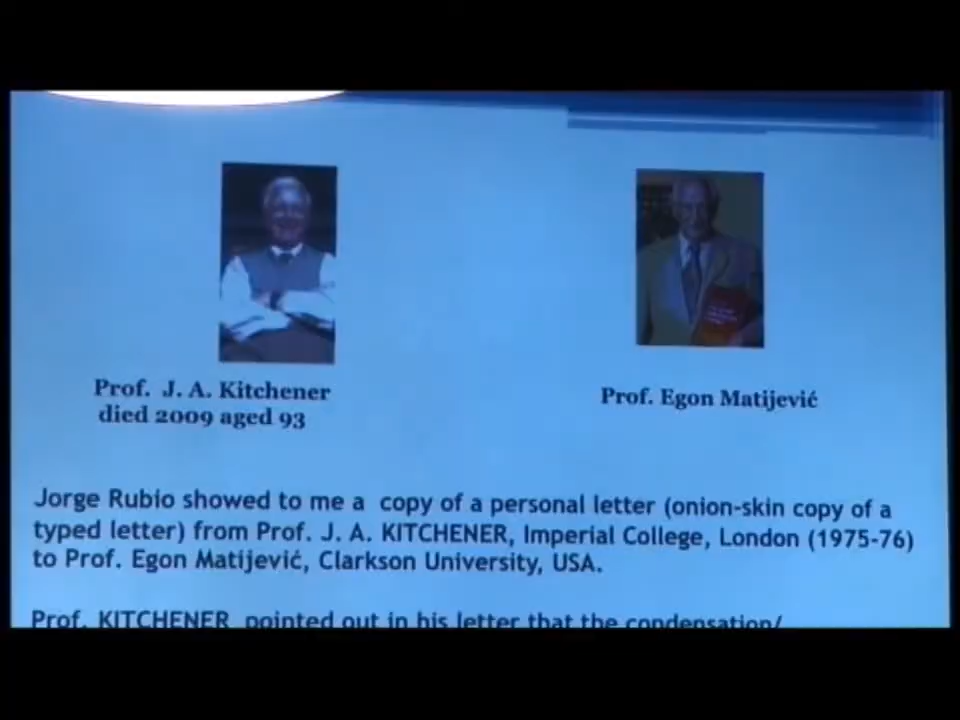 Prof. J. A. Kitchener
died 2009 aged 93
Prof. Egon Matijević
Jorge Rubio showed to me a copy of a personal letter (onion-skin copy of a
typed letter) from Prof. J. A. KITCHENER, Imperial College, London (1975-76)
to Prof. Egon Matijević, Clarkson University, USA.
Prof. KITCHENER pointed out in his letter that the condensation/